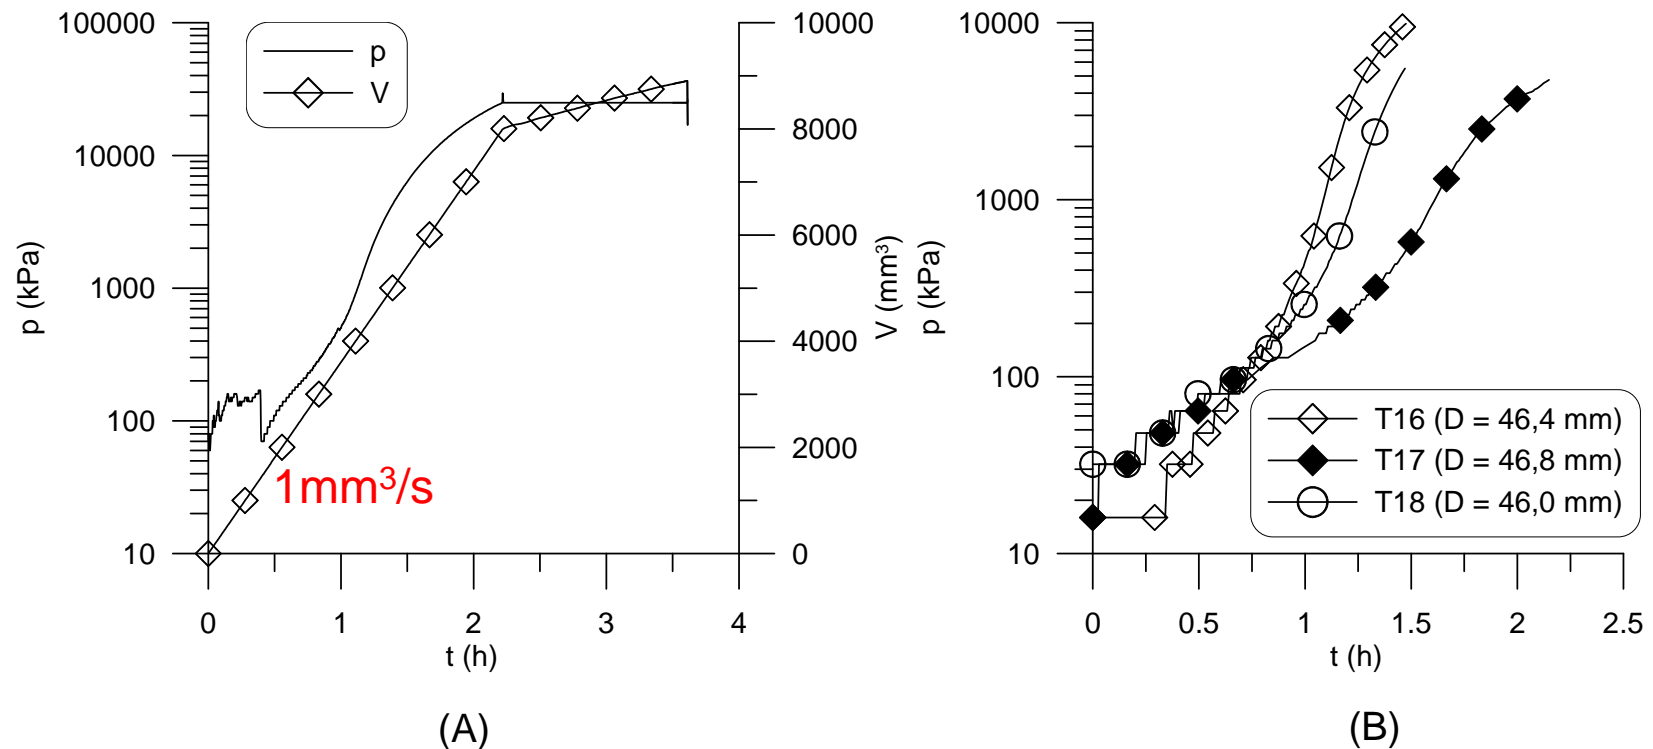 100000
10000
1000
100
10
p (kPa)
p
V
1mm³/s
10000
8000
6000
4000
2000
0
V (mm³)
0 1 2 3 4
t (h)
(A)
10000
1000
100
10
p (kPa)
T16 (D = 46,4 mm)
T17 (D = 46,8 mm)
T18 (D = 46,0 mm)
0 0.5 1 1.5 2 2.5
t (h)
(B)